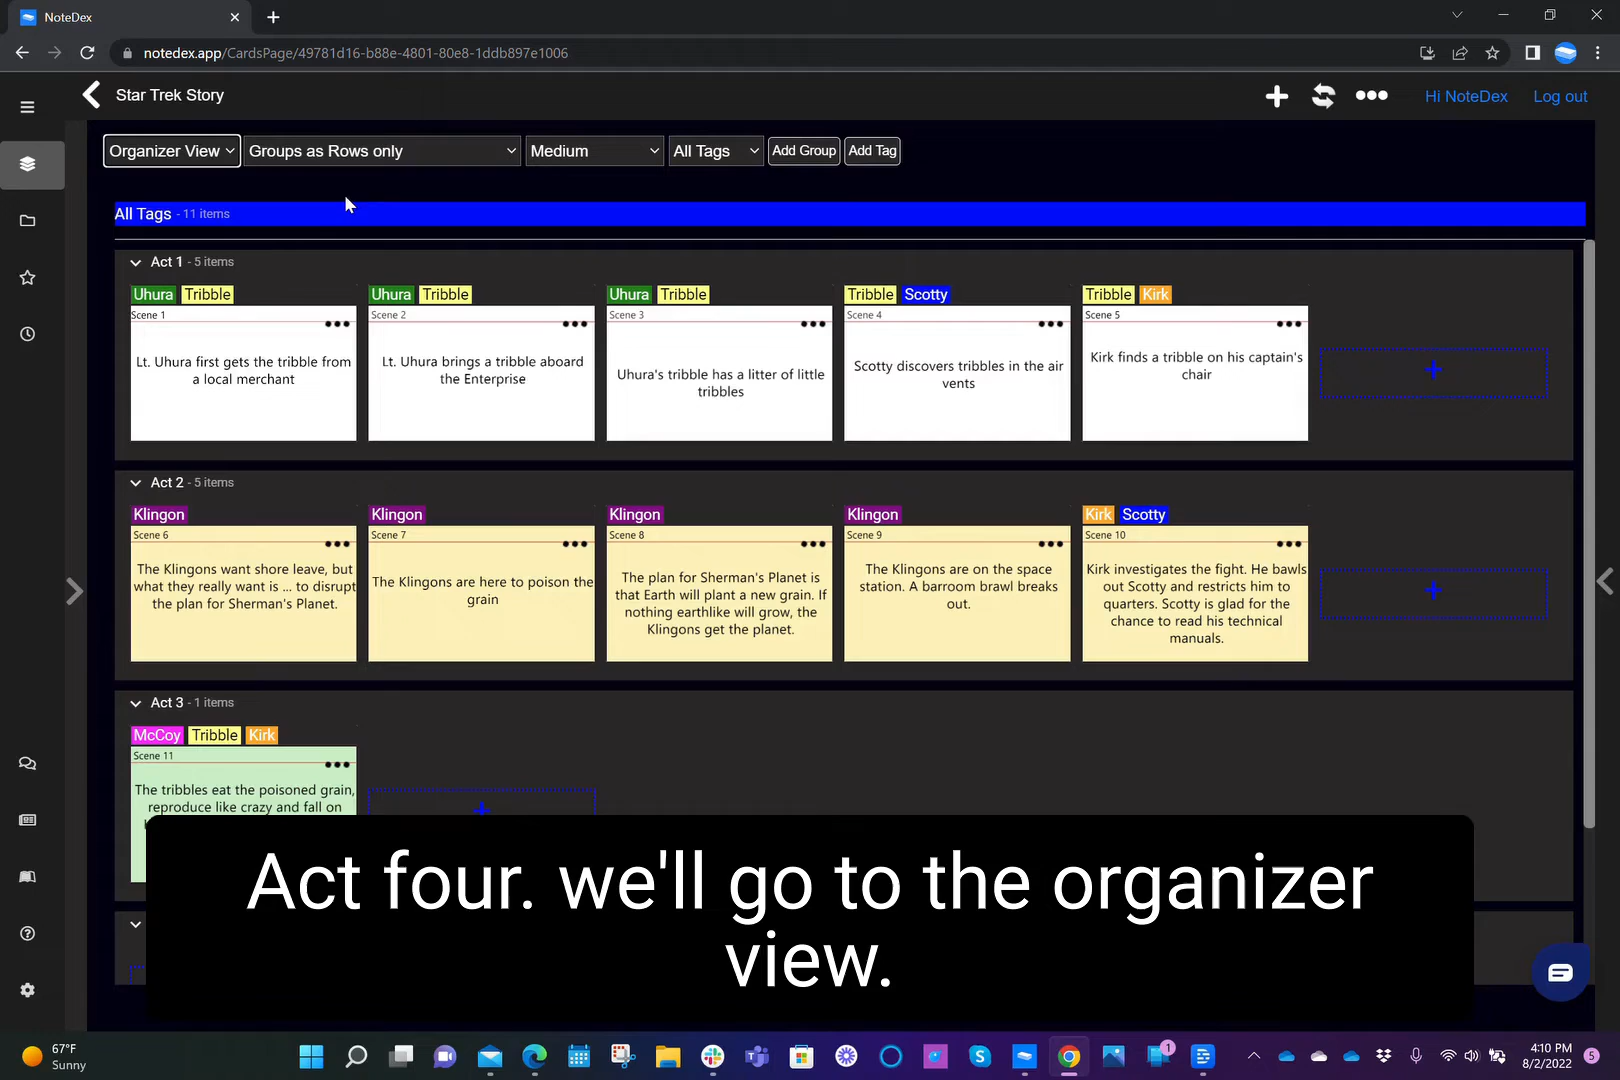 NoteDex
notedex.app/CardsPage/49781d16-b88e-4801-80e8-1ddb897e1006
Star Trek Story
Hi NoteDex
Log out
Organizer View
Groups as Rows only
Medium
All Tags
Add Group
Add Tag
All Tags - 11 items
Act 1 - 5 items
Uhura Tribble
Scene 1
Lt. Uhura first gets the tribble from
a local merchant
Uhura Tribble
Scene 2
Lt. Uhura brings a tribble aboard
the Enterprise
Uhura Tribble
Scene 3
Uhura's tribble has a litter of little
tribbles
Tribble Scotty
Scene 4
Scotty discovers tribbles in the air
vents
Tribble Kirk
Scene 5
Kirk finds a tribble on his captain's
chair
Act 2 - 5 items
Klingon
Scene 6
The Klingons want shore leave, but
what they really want is ... to disrupt
the plan for Sherman's Planet.
Klingon
Scene 7
The Klingons are here to poison the
grain
Klingon
Scene 8
The plan for Sherman's Planet is
that Earth will plant a new grain. If
nothing earthlike will grow, the
Klingons get the planet.
Klingon
Scene 9
The Klingons are on the space
station. A barroom brawl breaks
out.
Kirk Scotty
Scene 10
Kirk investigates the fight. He bawls
out Scotty and restricts him to
quarters. Scotty is glad for the
chance to read his technical
manuals.
Act 3 - 1 items
McCoy Tribble Kirk
Scene 11
The tribbles eat the poisoned grain,
reproduce like crazy and fall on
Act four. we'll go to the organizer
view.
67°F
Sunny
1
4:10 PM
8/2/2022
5